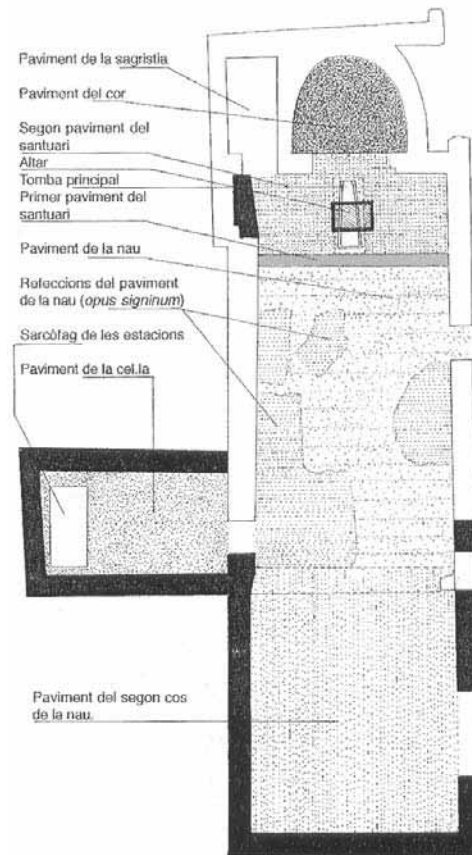 Paviment de la sagristia
Paviment del cor
Segon paviment del
santuari
Altar
Tomba principal
Primer paviment del
santuari
Paviment de la nau
Refeccions del paviment
de la nau (opus signinum)
Sarcòfag de les estacions
Paviment de la cel.la
Paviment del segon cos
de la nau.